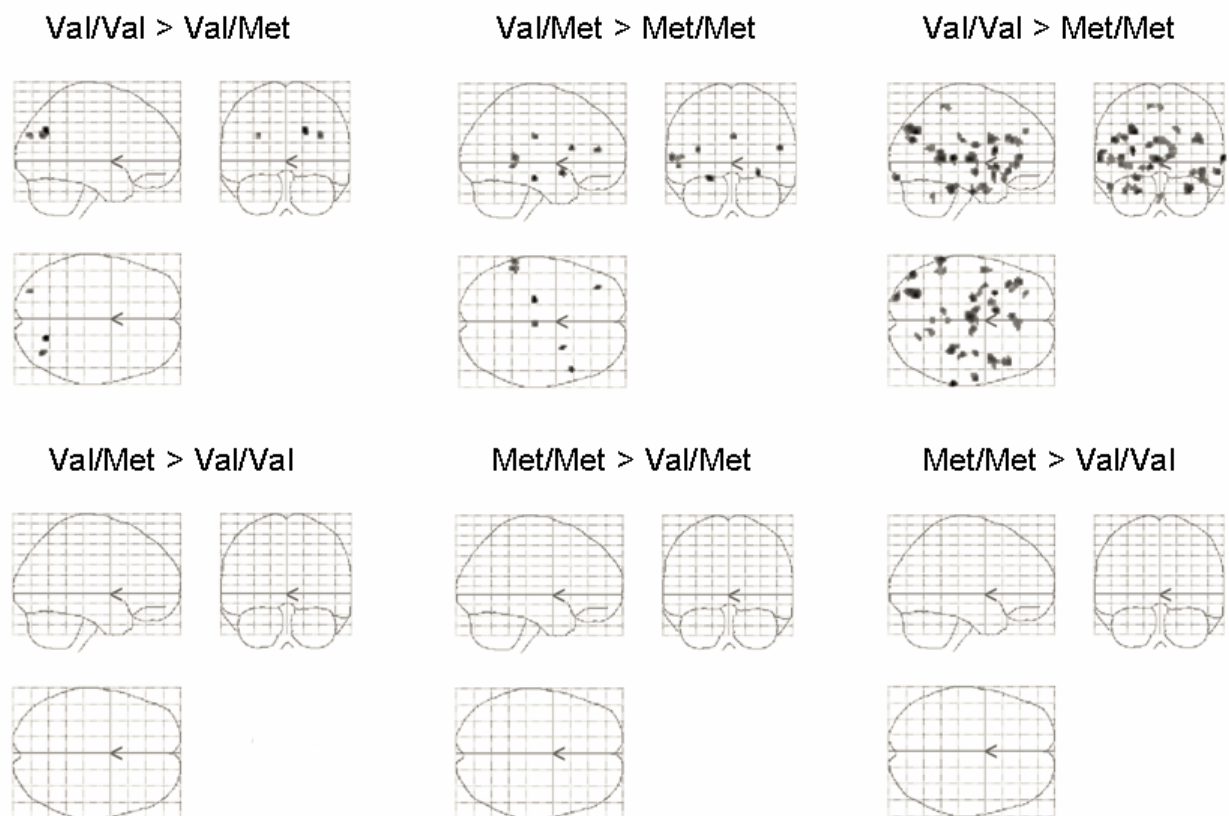 Val/Val > Val/Met
Val/Met > Met/Met
Val/Val > Met/Met
Val/Met > Val/Val
Met/Met > Val/Met
Met/Met > Val/Val